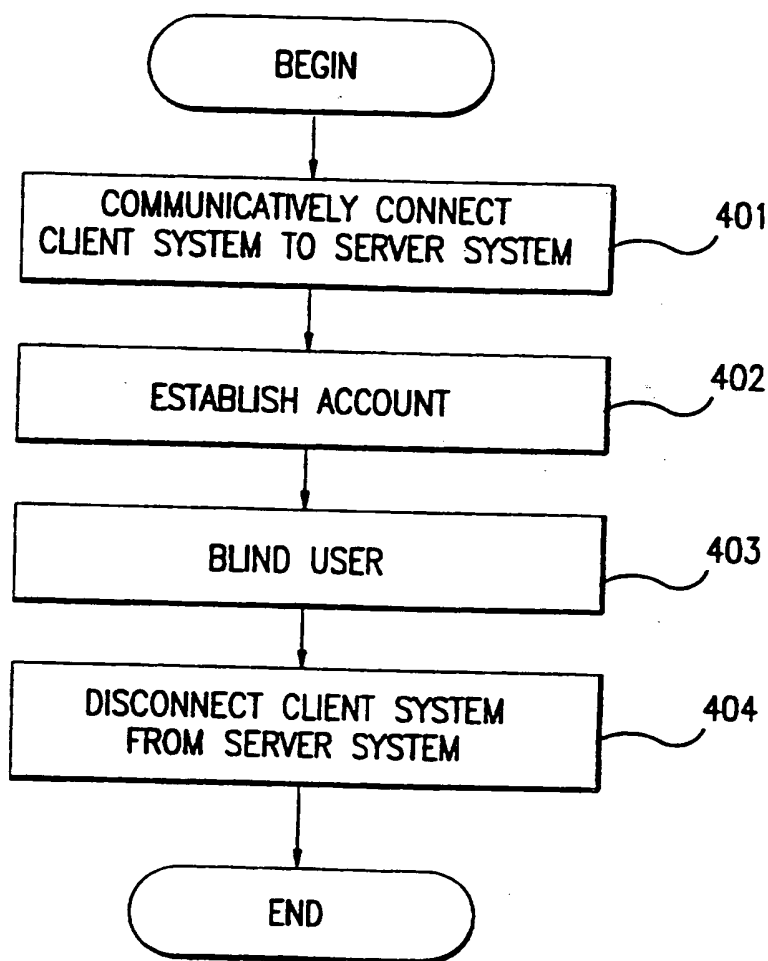 BEGIN
COMMUNICATIVELY CONNECT
CLIENT SYSTEM TO SERVER SYSTEM
401
ESTABLISH ACCOUNT
402
BLIND USER
403
DISCONNECT CLIENT SYSTEM
FROM SERVER SYSTEM
404
END